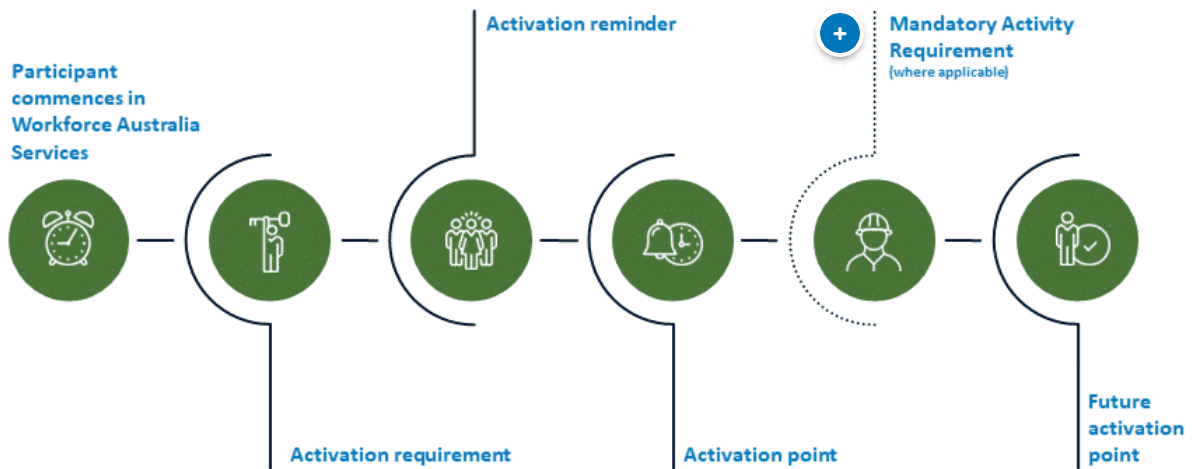 Participant
commences in
Workforce Australia
Services
Activation requirement
Activation reminder
Activation point
Mandatory Activity
Requirement
(where applicable)
Future
activation
point